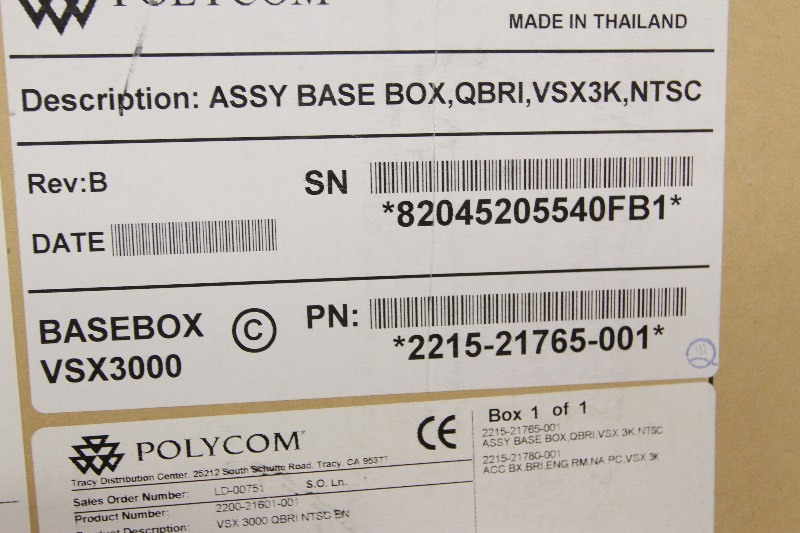 POLYCOM
MADE IN THAILAND
Description: ASSY BASE BOX,QBRI,VSX3K,NTSC
Rev:B
SN
*82045205540FB1*
DATE
BASEBOX ©
VSX3000
PN:
*2215-21765-001*
POLYCOM
CE
Tracy Distribution Center, 25212 South Schulte Road, Tracy, CA 95377
Sales Order Number: LD-00751 S.O. Ln. 1
Product Number: 2200-21601-001
Product Description: VSX 3000 QBRI NTSC EN
Box 1 of 1
2215-21765-001
ASSY BASE BOX,QBRI,VSX 3K,NTSC
2215-21780-001
ACC BX,BRI,ENG RM,NA PC,VSX 3K